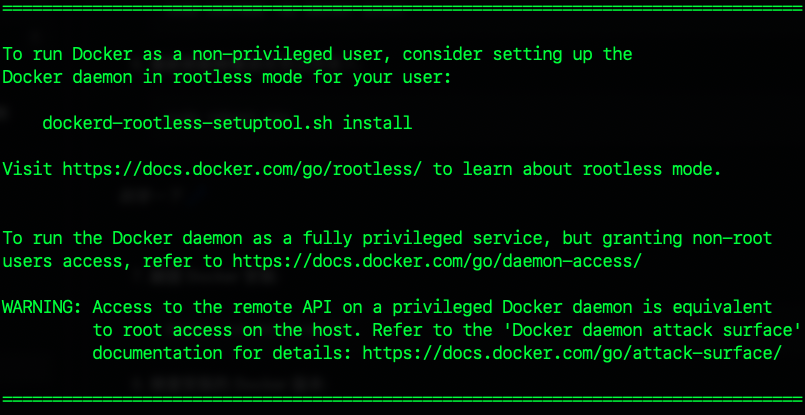 ================================================================================
To run Docker as a non-privileged user, consider setting up the
Docker daemon in rootless mode for your user:
dockerd-rootless-setuptool.sh install
Visit https://docs.docker.com/go/rootless/ to learn about rootless mode.
To run the Docker daemon as a fully privileged service, but granting non-root
users access, refer to https://docs.docker.com/go/daemon-access/
WARNING: Access to the remote API on a privileged Docker daemon is equivalent
to root access on the host. Refer to the 'Docker daemon attack surface'
documentation for details: https://docs.docker.com/go/attack-surface/
================================================================================